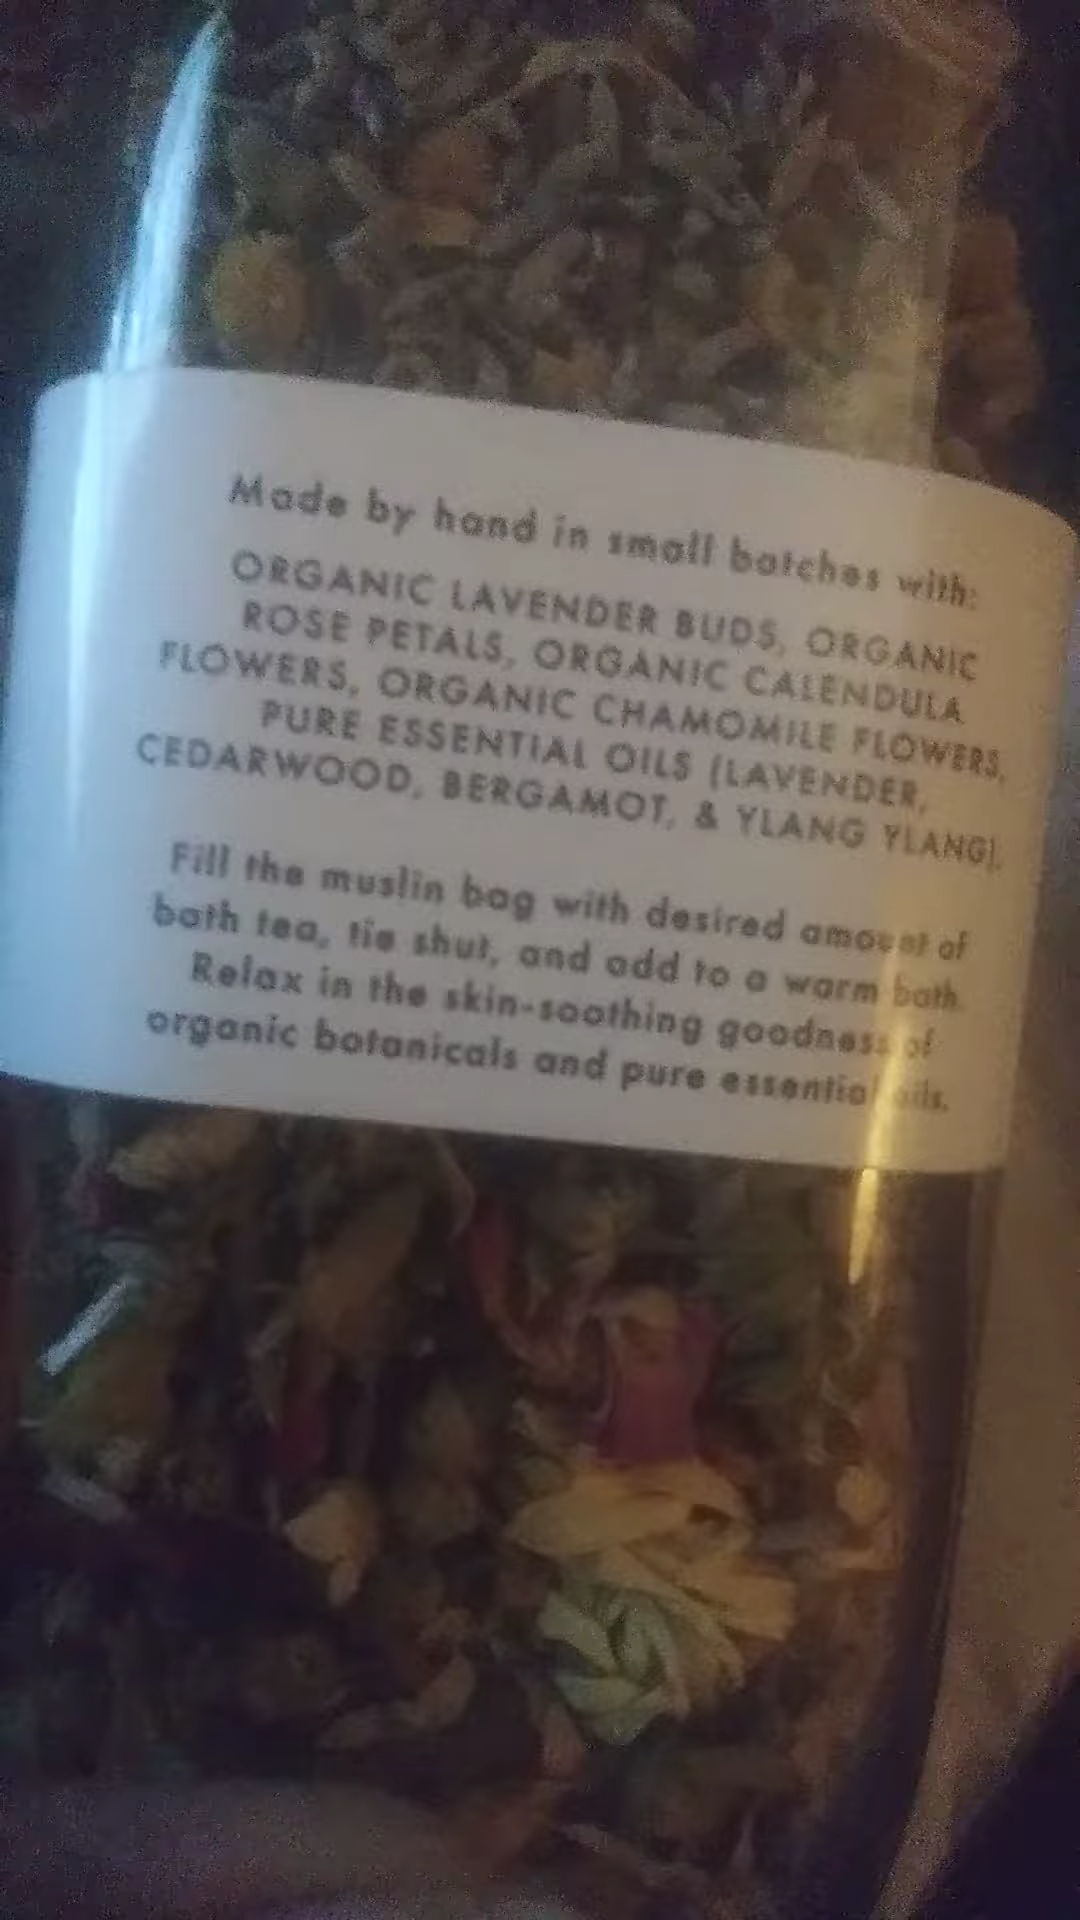 Made by hand in small batches with:
ORGANIC LAVENDER BUDS, ORGANIC
ROSE PETALS, ORGANIC CALENDULA
FLOWERS, ORGANIC CHAMOMILE FLOWERS,
PURE ESSENTIAL OILS (LAVENDER,
CEDARWOOD, BERGAMOT, & YLANG YLANG).
Fill the muslin bag with desired amount of
bath tea, tie shut, and add to a warm bath.
Relax in the skin-soothing goodness of
organic botanicals and pure essential oils.